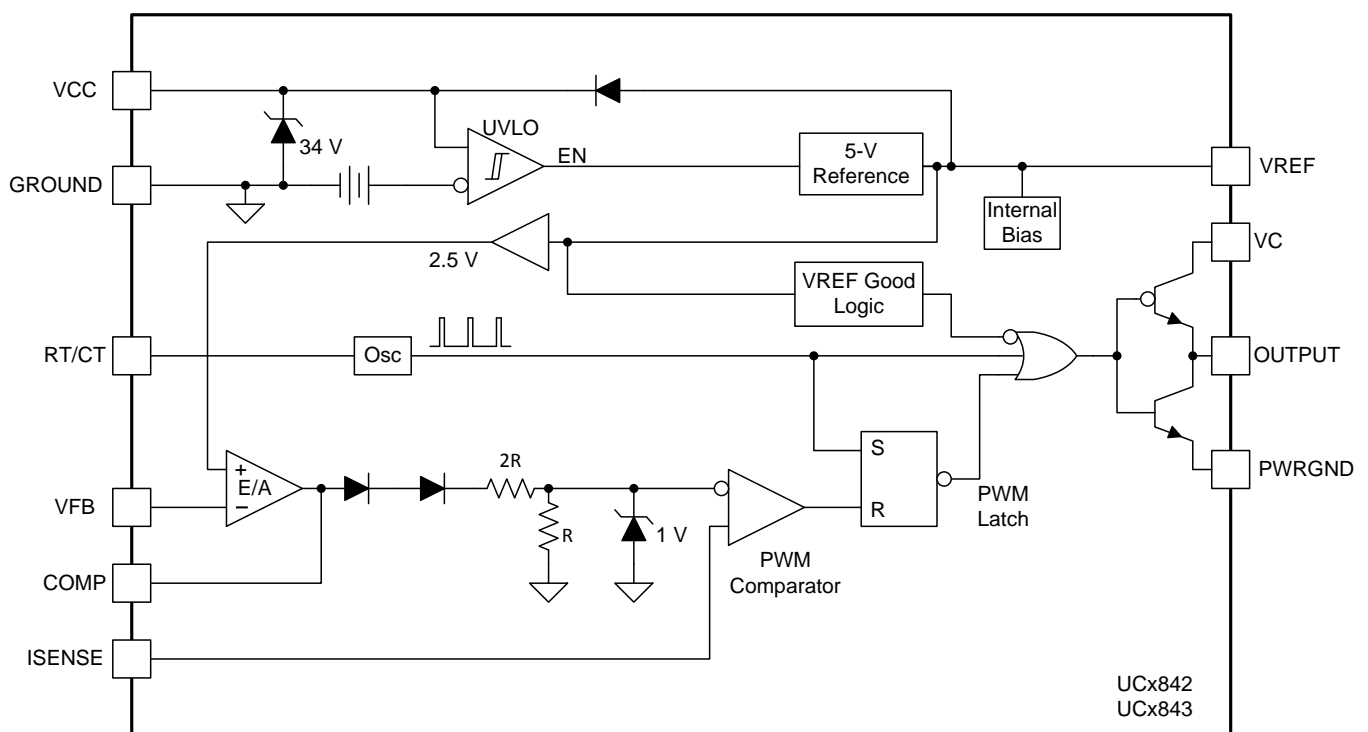 VCC
UVLO
34 V
EN
5-V
Reference
GROUND
VREF
Internal
Bias
VC
2.5 V
VREF Good
Logic
RT/CT
Osc
OUTPUT
2R
S
+
E/A
−
PWRGND
VFB
R
1 V
R
PWM
Latch
PWM
Comparator
COMP
ISENSE
UCx842
UCx843